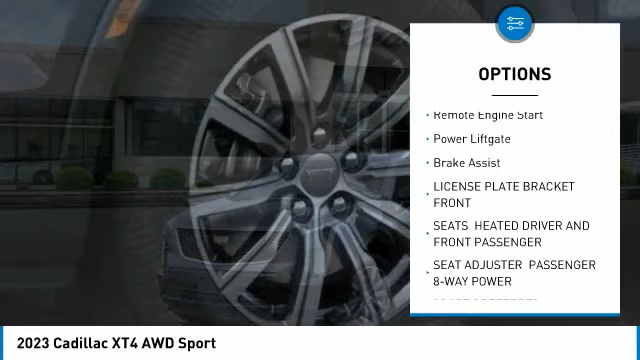 OPTIONS
Remote Engine Start
Power Liftgate
Brake Assist
LICENSE PLATE BRACKET
FRONT
SEATS HEATED DRIVER AND
FRONT PASSENGER
SEAT ADJUSTER PASSENGER
8-WAY POWER
2023 Cadillac XT4 AWD Sport